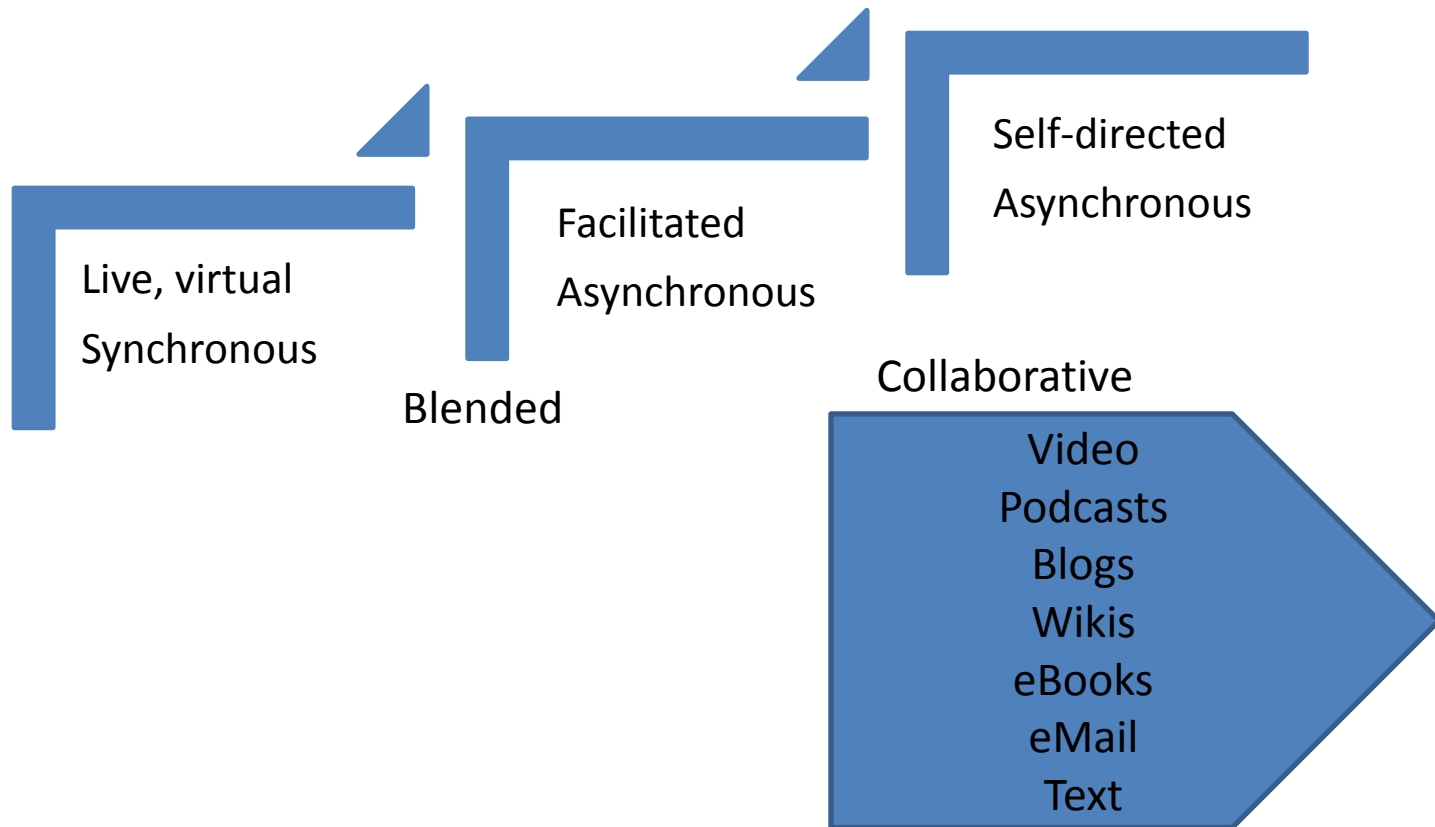 Live, virtual
Synchronous
Blended
Facilitated
Asynchronous
Self-directed
Asynchronous
Collaborative
Video
Podcasts
Blogs
Wikis
eBooks
eMail
Text